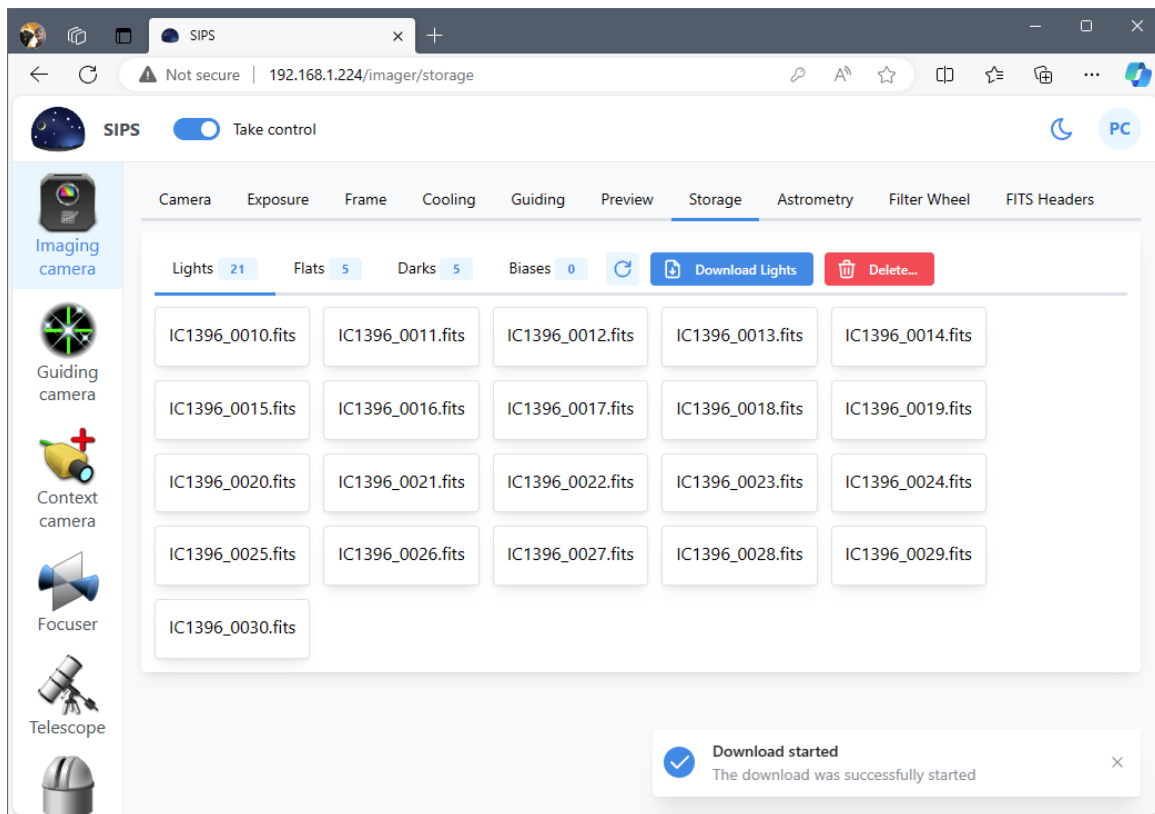 SIPS
Not secure | 192.168.1.224/imager/storage
SIPS Take control PC
Camera Exposure Frame Cooling Guiding Preview Storage Astrometry Filter Wheel FITS Headers
Imaging
camera
Lights 21 Flats 5 Darks 5 Biases 0 Download Lights Delete...
IC1396_0010.fits IC1396_0011.fits IC1396_0012.fits IC1396_0013.fits IC1396_0014.fits
Guiding
camera
IC1396_0015.fits IC1396_0016.fits IC1396_0017.fits IC1396_0018.fits IC1396_0019.fits
IC1396_0020.fits IC1396_0021.fits IC1396_0022.fits IC1396_0023.fits IC1396_0024.fits
Context
camera
IC1396_0025.fits IC1396_0026.fits IC1396_0027.fits IC1396_0028.fits IC1396_0029.fits
Focuser
IC1396_0030.fits
Telescope
Download started
The download was successfully started